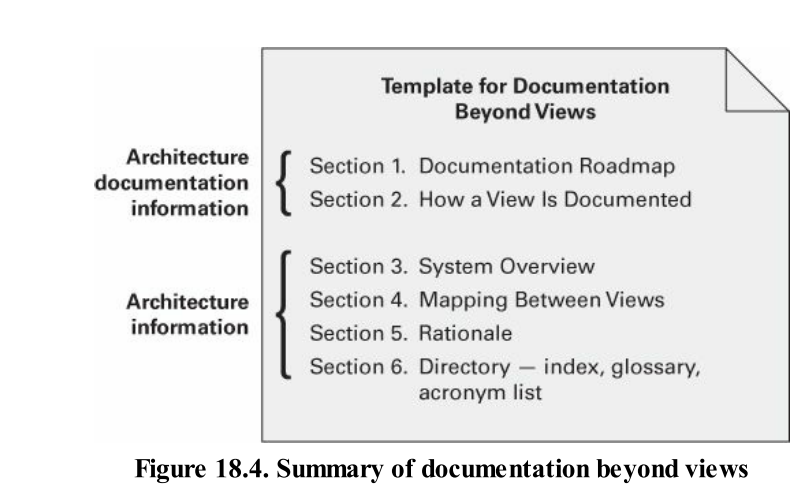 Template for Documentation
Beyond Views
Architecture
documentation
information
Section 1. Documentation Roadmap
Section 2. How a View Is Documented
Architecture
information
Section 3. System Overview
Section 4. Mapping Between Views
Section 5. Rationale
Section 6. Directory — index, glossary,
acronym list
Figure 18.4. Summary of documentation beyond views